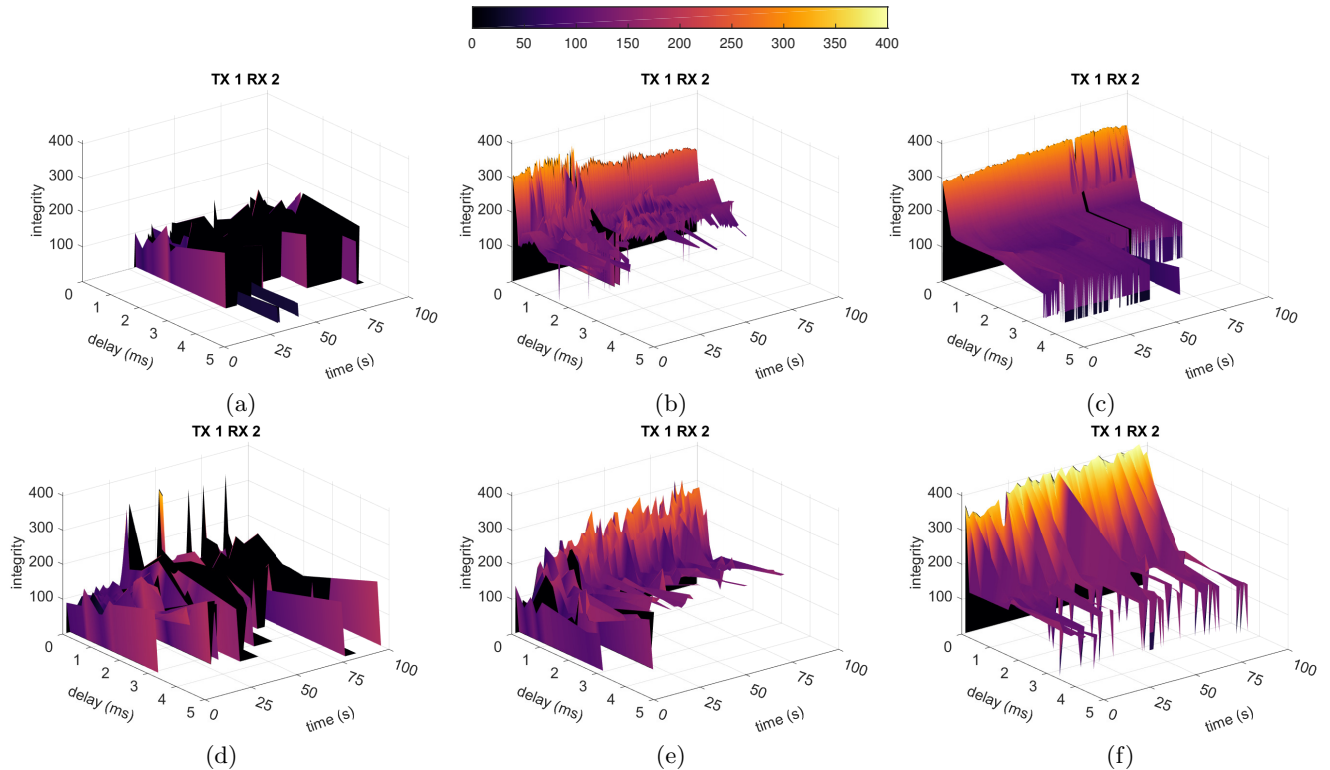 0 50 100 150 200 250 300 350 400
TX 1 RX 2
400
300
200
100
0
integrity
1
2
3
4
5
delay (ms)
0
25
50
75
100
time (s)
(a)
TX 1 RX 2
400
300
200
100
0
integrity
1
2
3
4
5
delay (ms)
0
25
50
75
100
time (s)
(b)
TX 1 RX 2
400
300
200
100
0
integrity
1
2
3
4
5
delay (ms)
0
25
50
75
100
time (s)
(c)
TX 1 RX 2
400
300
200
100
0
integrity
1
2
3
4
5
delay (ms)
0
25
50
75
100
time (s)
(d)
TX 1 RX 2
400
300
200
100
0
integrity
1
2
3
4
5
delay (ms)
0
25
50
75
100
time (s)
(e)
TX 1 RX 2
400
300
200
100
0
integrity
1
2
3
4
5
delay (ms)
0
25
50
75
100
time (s)
(f)